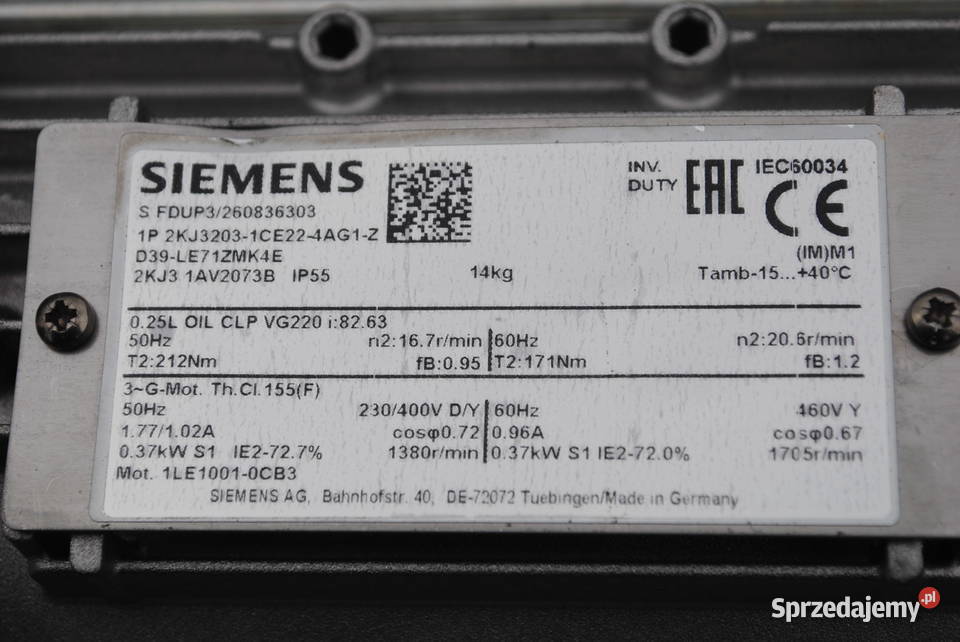 SIEMENS
INV. DUTY EAC IEC60034
CE
S FDUP3/260836303
1P 2KJ3203-1CE22-4AG1-Z
D39-LE71ZMK4E (IM)M1
2KJ3 1AV2073B IP55 14kg Tamb-15...+40°C
0.25L OIL CLP VG220 i:82.63
50Hz n2:16.7r/min 60Hz n2:20.6r/min
T2:212Nm fB:0.95 T2:171Nm fB:1.2
3~G-Mot. Th.Cl.155(F)
50Hz 230/400V D/Y 60Hz 460V Y
1.77/1.02A cosφ0.72 0.96A cosφ0.67
0.37kW S1 IE2-72.7% 1380r/min 0.37kW S1 IE2-72.0% 1705r/min
Mot. 1LE1001-0CB3
SIEMENS AG, Bahnhofstr. 40, DE-72072 Tuebingen/Made in Germany
Sprzedajemy.pl